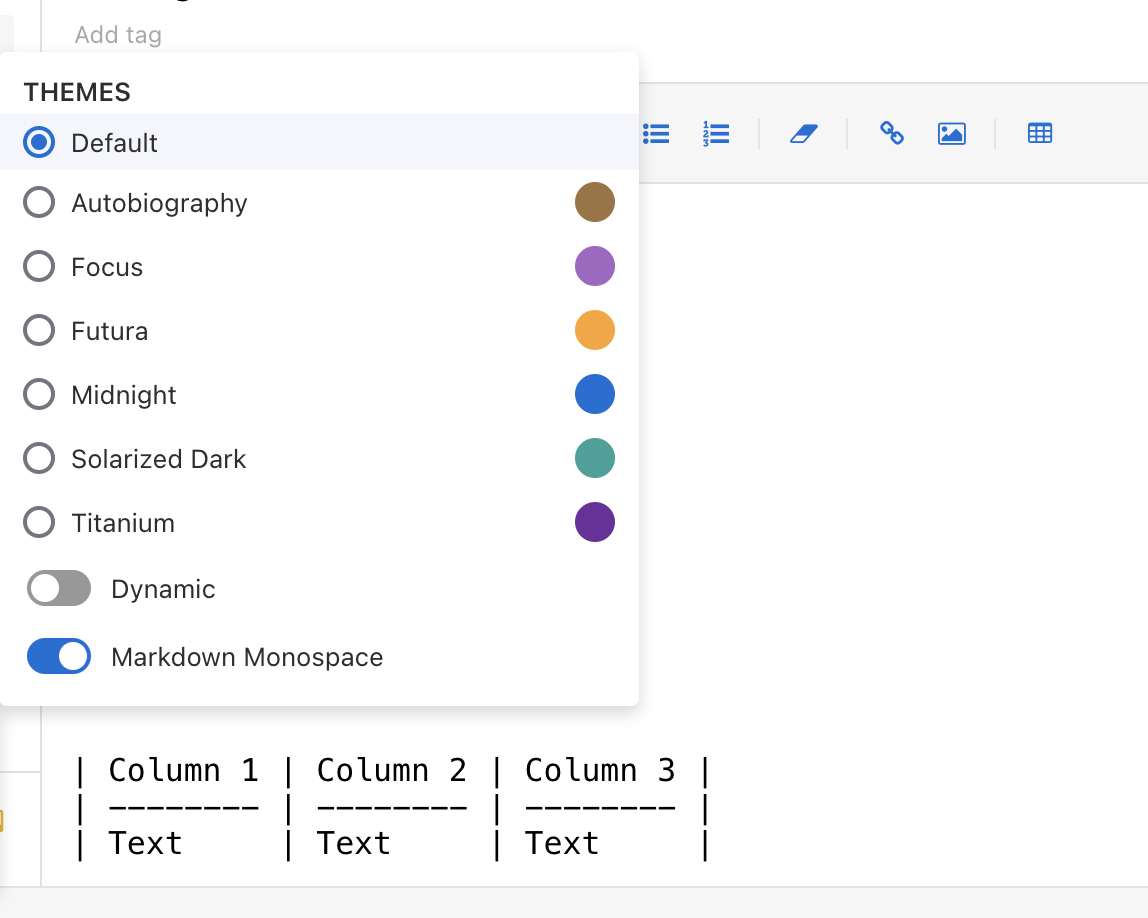 Add tag
THEMES
Default
Autobiography
Focus
Futura
Midnight
Solarized Dark
Titanium
Dynamic
Markdown Monospace
| Column 1 | Column 2 | Column 3 |
| -------- | -------- | -------- |
| Text     | Text     | Text     |